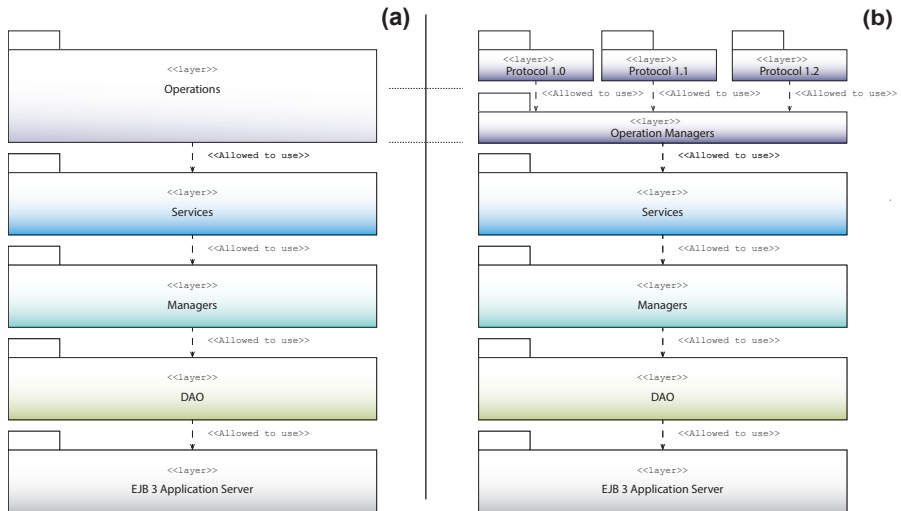 (a)
<<layer>>
Operations
<<Allowed to use>>
<<layer>>
Services
<<Allowed to use>>
<<layer>>
Managers
<<Allowed to use>>
<<layer>>
DAO
<<Allowed to use>>
<<layer>>
EJB 3 Application Server
(b)
<<layer>>
Protocol 1.0
<<layer>>
Protocol 1.1
<<layer>>
Protocol 1.2
<<Allowed to use>>
<<Allowed to use>>
<<Allowed to use>>
<<layer>>
Operation Managers
<<Allowed to use>>
<<layer>>
Services
<<Allowed to use>>
<<layer>>
Managers
<<Allowed to use>>
<<layer>>
DAO
<<Allowed to use>>
<<layer>>
EJB 3 Application Server